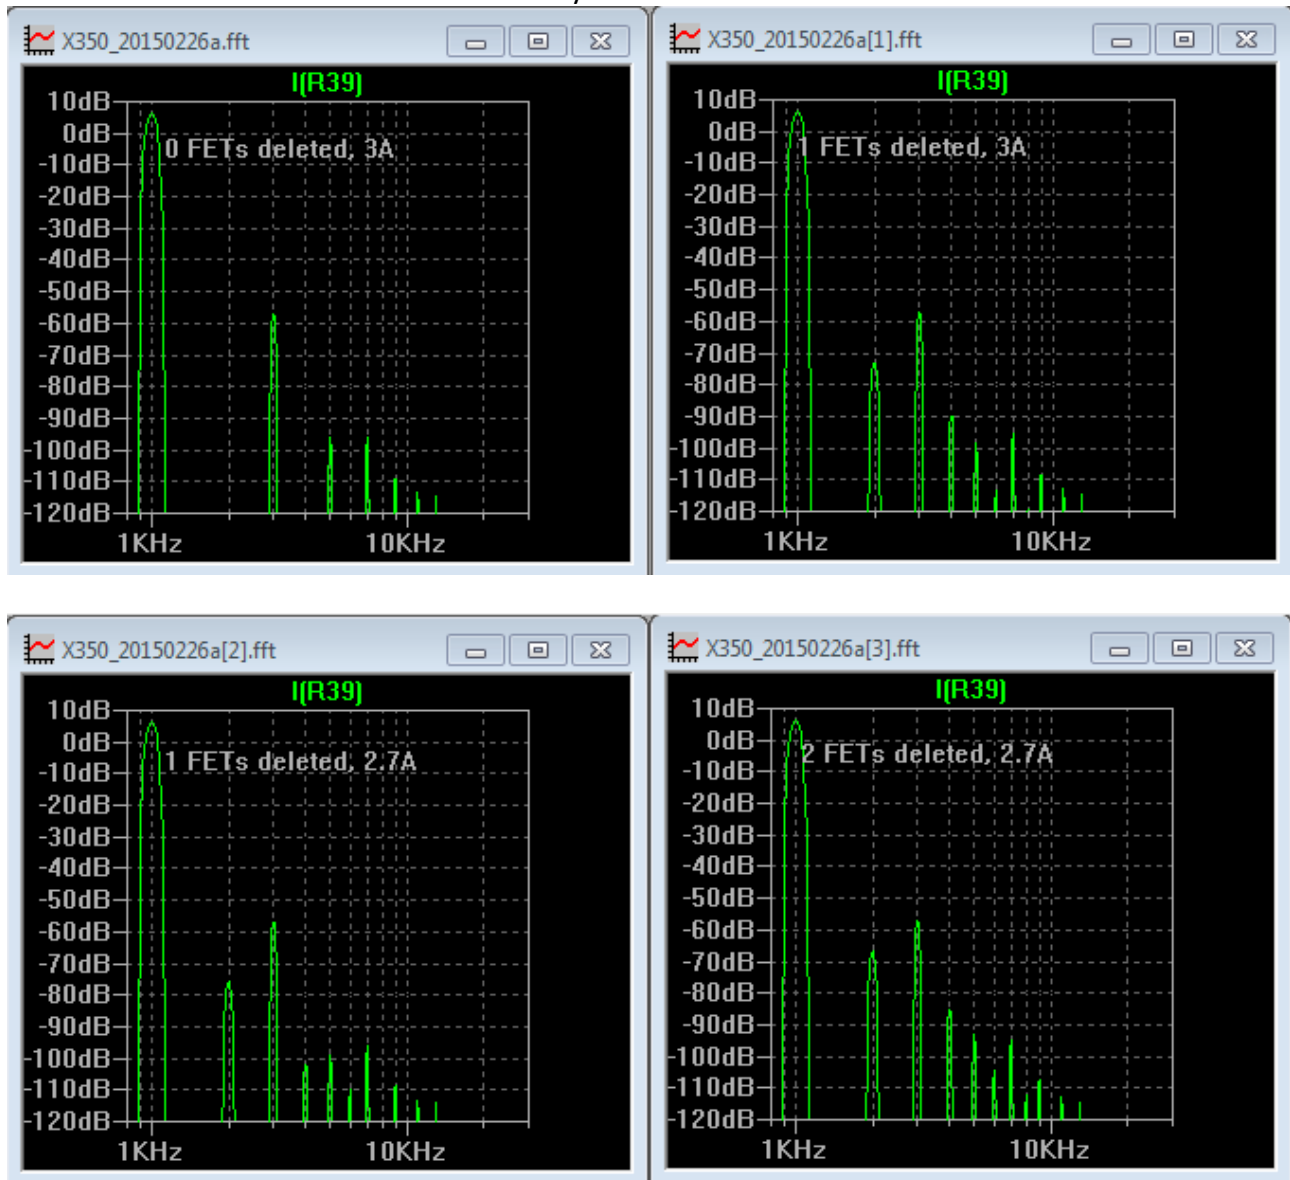 X350_20150226a.fft
I(R39)
0 FETs deleted, 3A
10dB
0dB
-10dB
-20dB
-30dB
-40dB
-50dB
-60dB
-70dB
-80dB
-90dB
-100dB
-110dB
-120dB
1KHz 10KHz
X350_20150226a[1].fft
I(R39)
1 FETs deleted, 3A
10dB
0dB
-10dB
-20dB
-30dB
-40dB
-50dB
-60dB
-70dB
-80dB
-90dB
-100dB
-110dB
-120dB
1KHz 10KHz
X350_20150226a[2].fft
I(R39)
1 FETs deleted, 2.7A
10dB
0dB
-10dB
-20dB
-30dB
-40dB
-50dB
-60dB
-70dB
-80dB
-90dB
-100dB
-110dB
-120dB
1KHz 10KHz
X350_20150226a[3].fft
I(R39)
2 FETs deleted, 2.7A
10dB
0dB
-10dB
-20dB
-30dB
-40dB
-50dB
-60dB
-70dB
-80dB
-90dB
-100dB
-110dB
-120dB
1KHz 10KHz